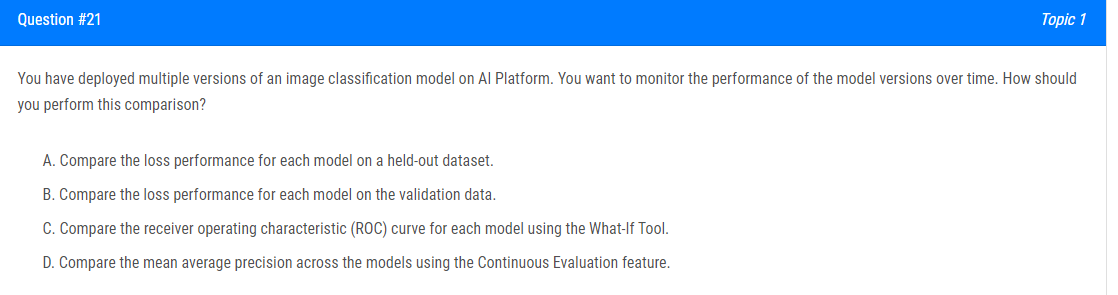 Question #21
Topic 1
You have deployed multiple versions of an image classification model on AI Platform. You want to monitor the performance of the model versions over time. How should
you perform this comparison?
A. Compare the loss performance for each model on a held-out dataset.
B. Compare the loss performance for each model on the validation data.
C. Compare the receiver operating characteristic (ROC) curve for each model using the What-If Tool.
D. Compare the mean average precision across the models using the Continuous Evaluation feature.